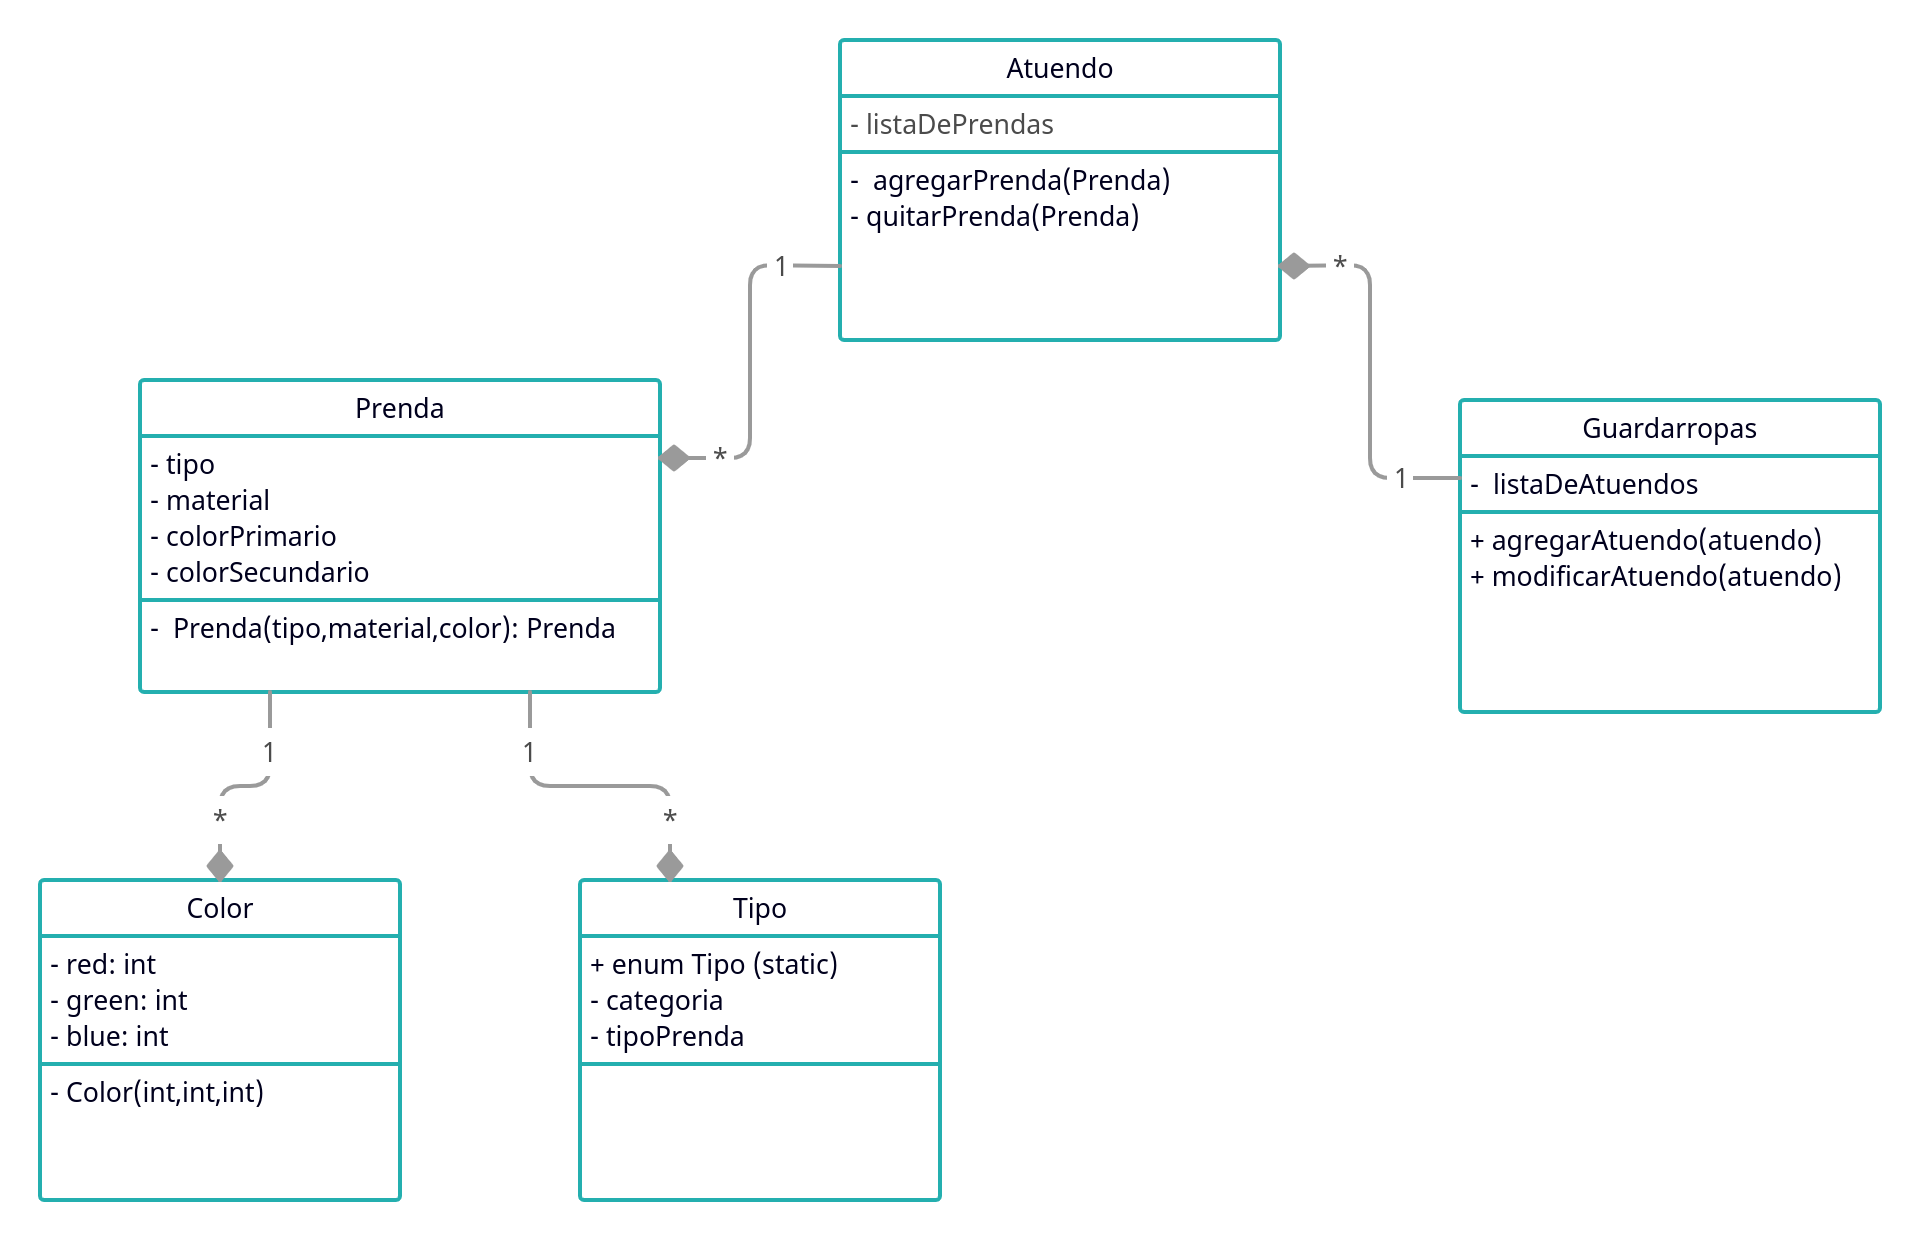 Atuendo
- listaDePrendas
-  agregarPrenda(Prenda)
- quitarPrenda(Prenda)
1
*
*
1
Prenda
- tipo
- material
- colorPrimario
- colorSecundario
-  Prenda(tipo,material,color): Prenda
Guardarropas
-  listaDeAtuendos
+ agregarAtuendo(atuendo)
+ modificarAtuendo(atuendo)
1
1
*
*
Color
- red: int
- green: int
- blue: int
- Color(int,int,int)
Tipo
+ enum Tipo (static)
- categoria
- tipoPrenda